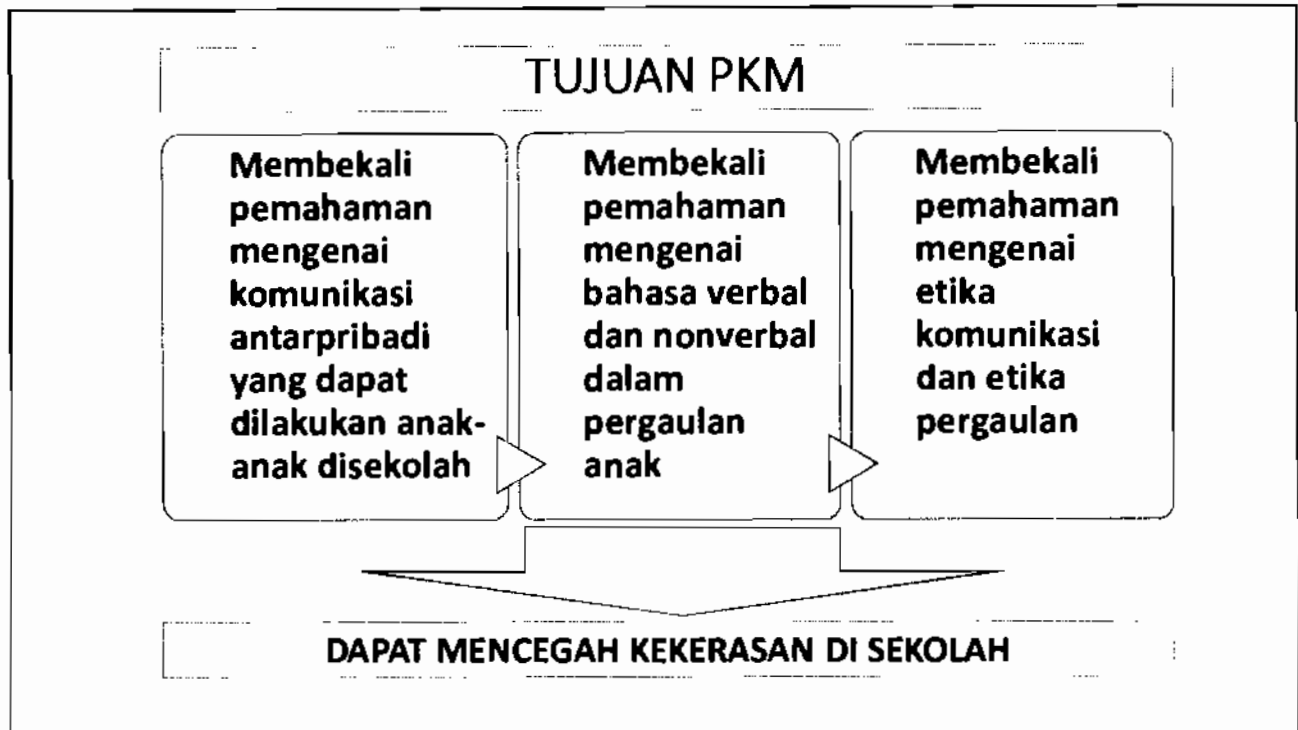 TUJUAN PKM
Membekali
pemahaman
mengenai
komunikasi
antarpribadi
yang dapat
dilakukan anak-
anak disekolah
Membekali
pemahaman
mengenai
bahasa verbal
dan nonverbal
dalam
pergaulan
anak
Membekali
pemahaman
mengenai
etika
komunikasi
dan etika
pergaulan
DAPAT MENCEGAH KEKERASAN DI SEKOLAH